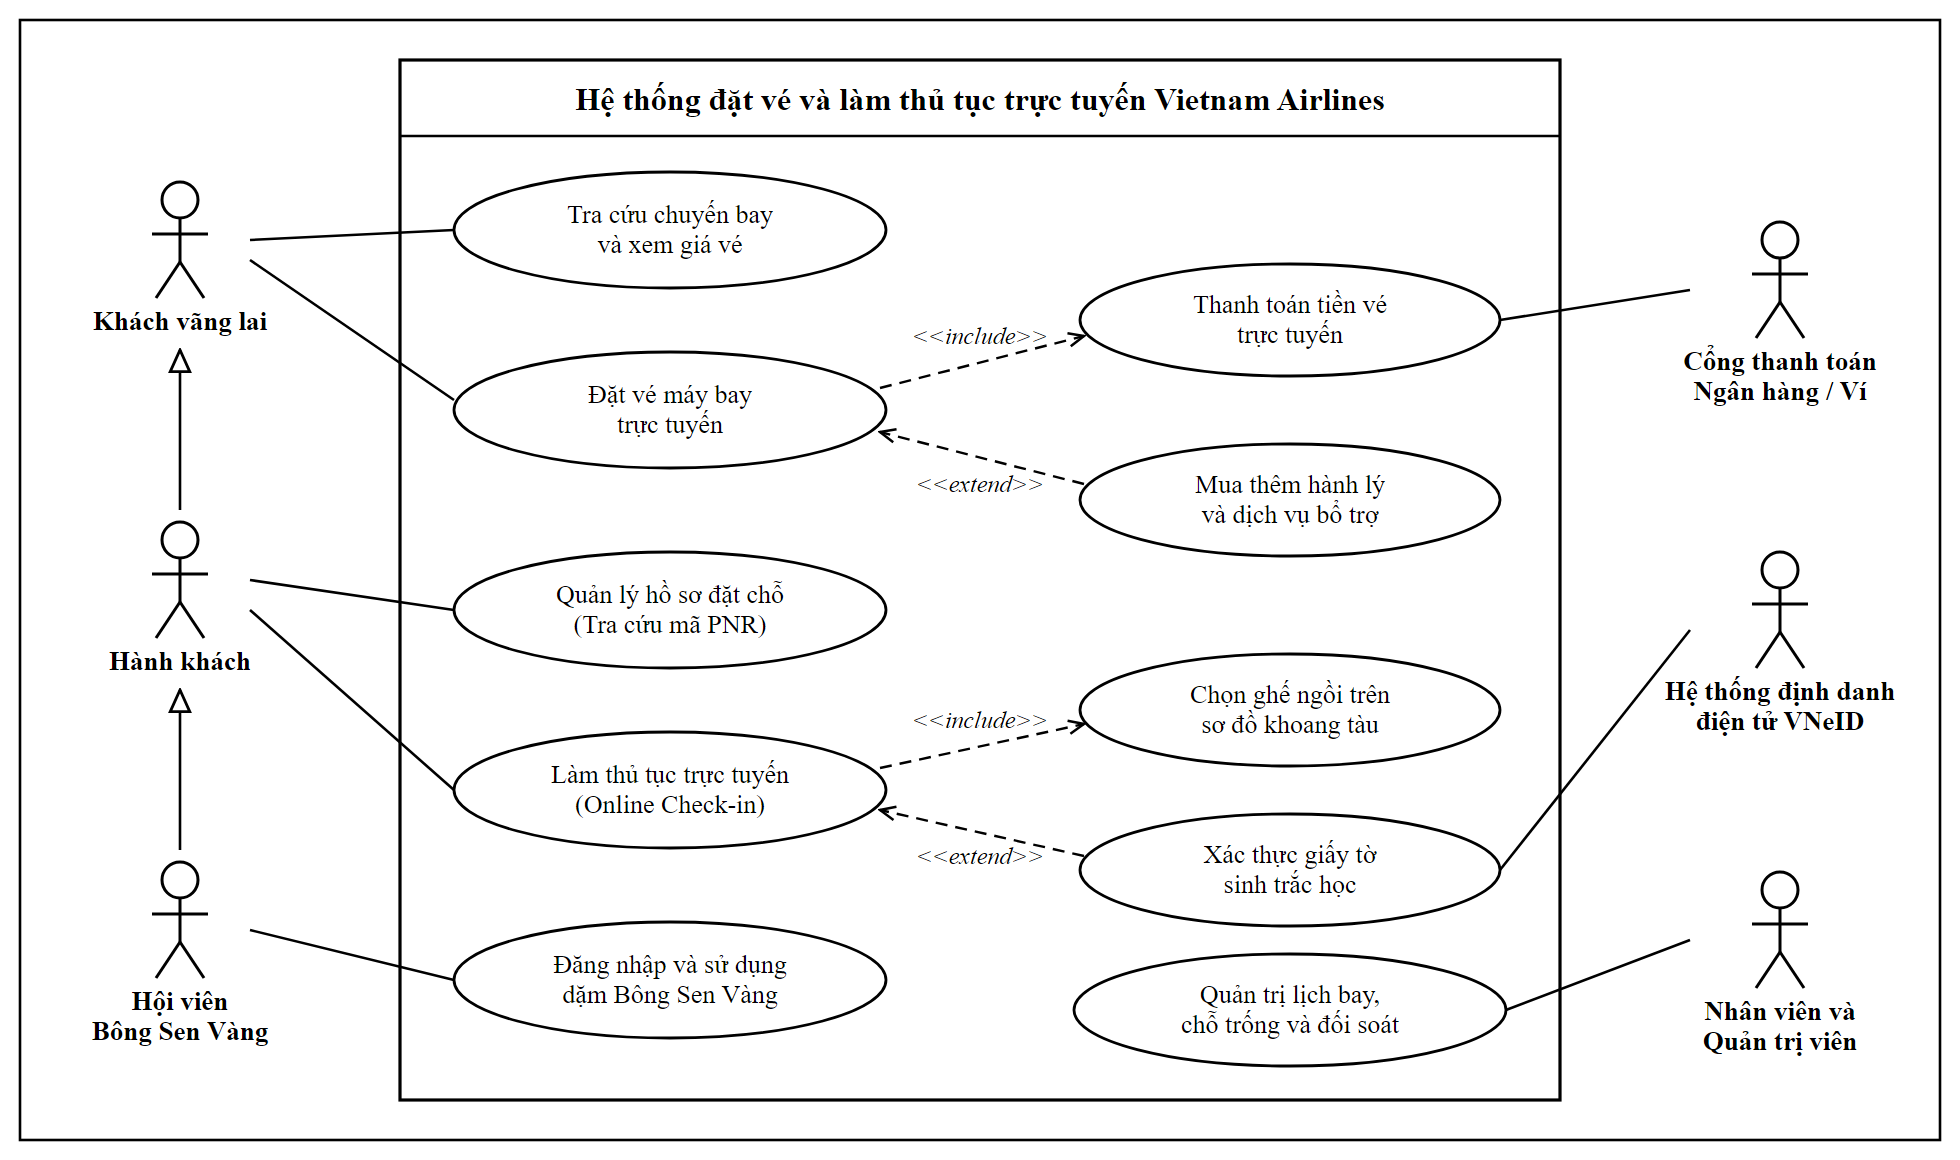 Hệ thống đặt vé và làm thủ tục trực tuyến Vietnam Airlines
Khách vãng lai
Hành khách
Hội viên
Bông Sen Vàng
Tra cứu chuyến bay
và xem giá vé
Đặt vé máy bay
trực tuyến
Quản lý hồ sơ đặt chỗ
(Tra cứu mã PNR)
Làm thủ tục trực tuyến
(Online Check-in)
Đăng nhập và sử dụng
dặm Bông Sen Vàng
<<include>>
<<extend>>
<<include>>
<<extend>>
Thanh toán tiền vé
trực tuyến
Mua thêm hành lý
và dịch vụ bổ trợ
Chọn ghế ngồi trên
sơ đồ khoang tàu
Xác thực giấy tờ
sinh trắc học
Quản trị lịch bay,
chỗ trống và đối soát
Cổng thanh toán
Ngân hàng / Ví
Hệ thống định danh
điện tử VNeID
Nhân viên và
Quản trị viên